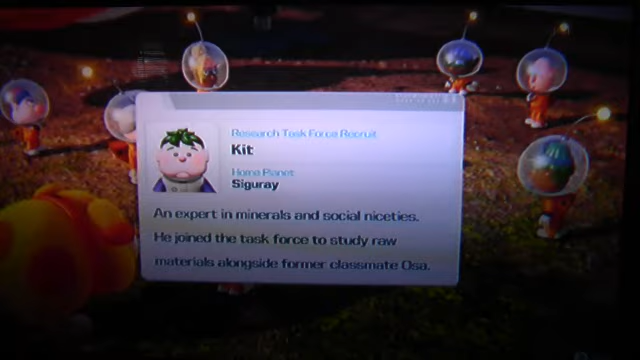 Research Task Force Recruit
Kit
Home Planet
Siguray
An expert in minerals and social niceties.
He joined the task force to study raw
materials alongside former classmate Osa.